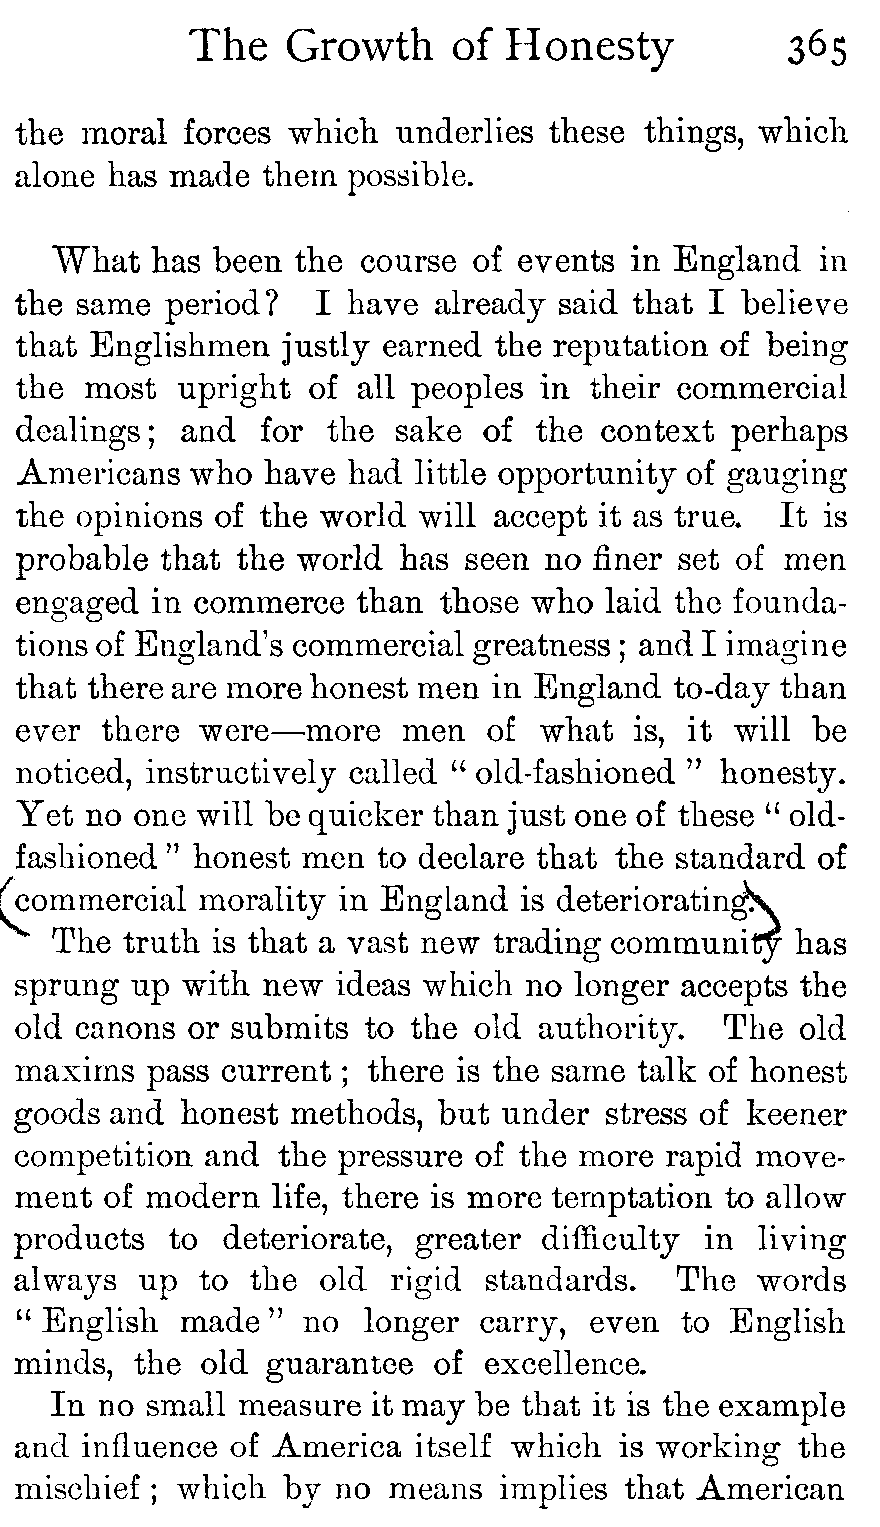 The Growth of Honesty 365
the moral forces which underlies these things, which
alone has made them possible.
What has been the course of events in England in
the same period? I have already said that I believe
that Englishmen justly earned the reputation of being
the most upright of all peoples in their commercial
dealings; and for the sake of the context perhaps
Americans who have had little opportunity of gauging
the opinions of the world will accept it as true. It is
probable that the world has seen no finer set of men
engaged in commerce than those who laid the founda-
tions of England's commercial greatness; and I imagine
that there are more honest men in England to-day than
ever there were—more men of what is, it will be
noticed, instructively called "old-fashioned" honesty.
Yet no one will be quicker than just one of these "old-
fashioned" honest men to declare that the standard of
commercial morality in England is deteriorating.
The truth is that a vast new trading community has
sprung up with new ideas which no longer accepts the
old canons or submits to the old authority. The old
maxims pass current; there is the same talk of honest
goods and honest methods, but under stress of keener
competition and the pressure of the more rapid move-
ment of modern life, there is more temptation to allow
products to deteriorate, greater difficulty in living
always up to the old rigid standards. The words
"English made" no longer carry, even to English
minds, the old guarantee of excellence.
In no small measure it may be that it is the example
and influence of America itself which is working the
mischief; which by no means implies that American